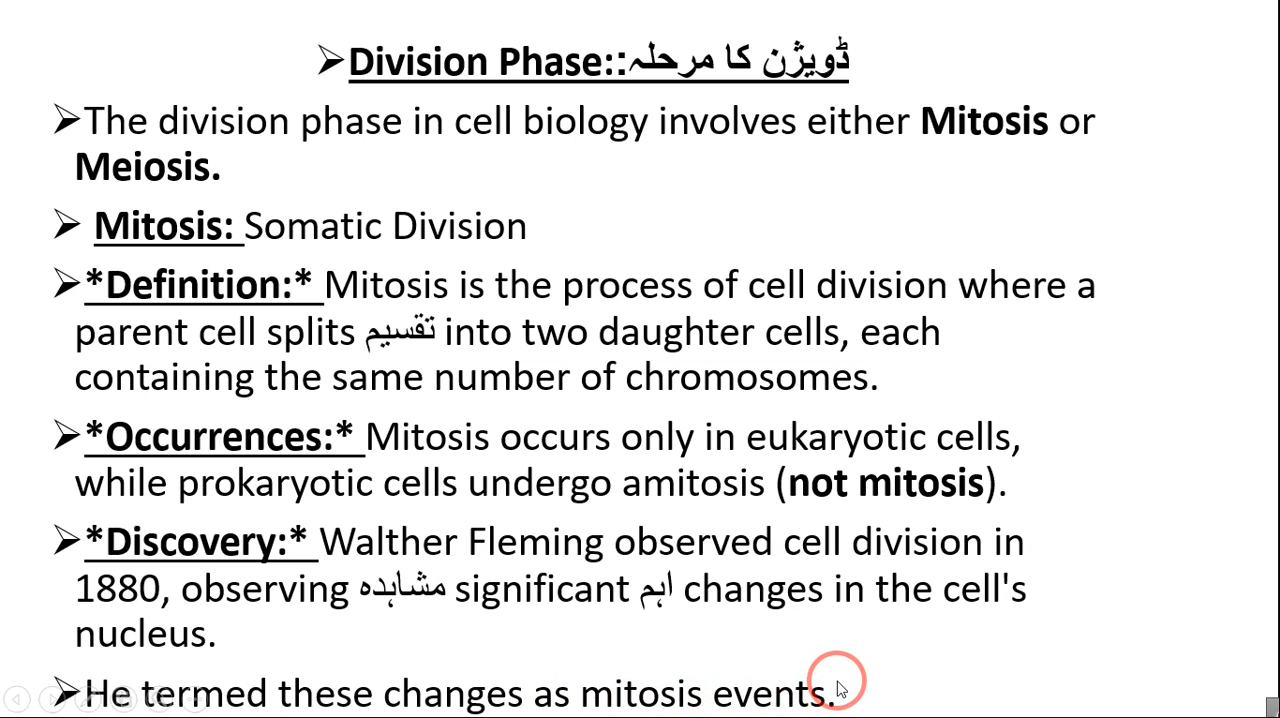 ➢Division Phase::ڈویژن کا مرحلہ
➢The division phase in cell biology involves either Mitosis or
Meiosis.
➢ Mitosis: Somatic Division
➢*Definition:* Mitosis is the process of cell division where a
parent cell splits تقسیم into two daughter cells, each
containing the same number of chromosomes.
➢*Occurrences:* Mitosis occurs only in eukaryotic cells,
while prokaryotic cells undergo amitosis (not mitosis).
➢*Discovery:* Walther Fleming observed cell division in
1880, observing مشاہدہ significant اہم changes in the cell's
nucleus.
➢He termed these changes as mitosis events.